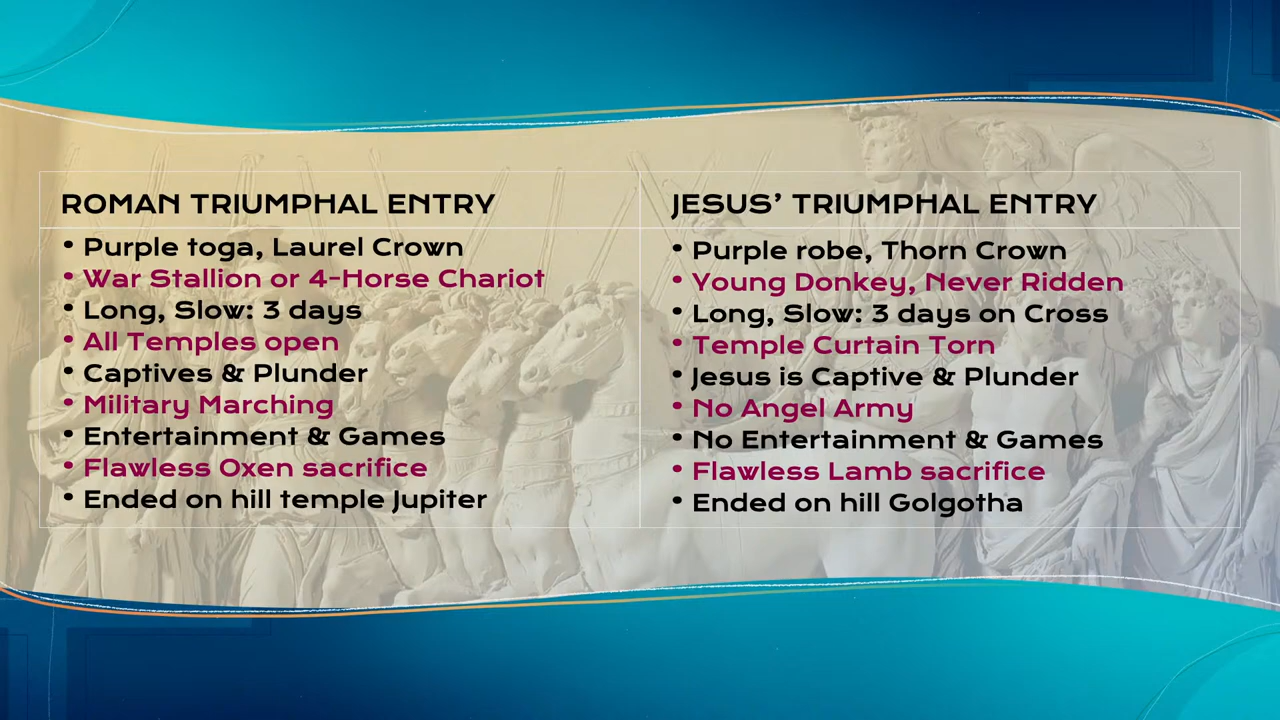 ROMAN TRIUMPHAL ENTRY
• Purple toga, Laurel Crown
• War Stallion or 4-Horse Chariot
• Long, Slow: 3 days
• All Temples open
• Captives & Plunder
• Military Marching
• Entertainment & Games
• Flawless Oxen sacrifice
• Ended on hill temple Jupiter
JESUS’ TRIUMPHAL ENTRY
• Purple robe, Thorn Crown
• Young Donkey, Never Ridden
• Long, Slow: 3 days on Cross
• Temple Curtain Torn
• Jesus is Captive & Plunder
• No Angel Army
• No Entertainment & Games
• Flawless Lamb sacrifice
• Ended on hill Golgotha